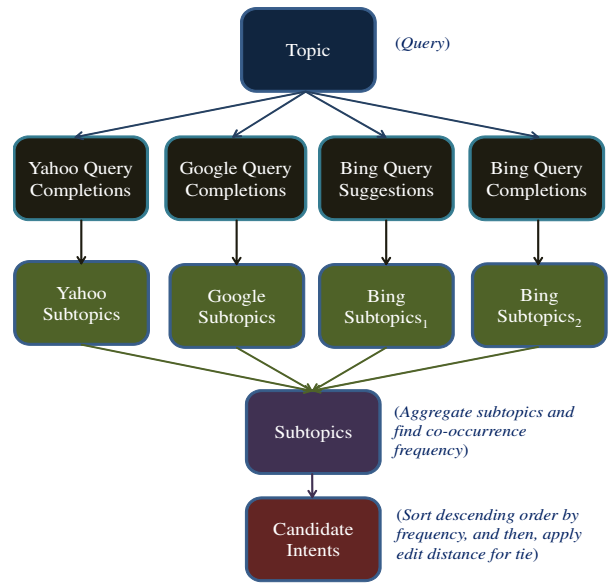 Topic
(Query)
Yahoo Query
Completions
Google Query
Completions
Bing Query
Suggestions
Bing Query
Completions
Yahoo
Subtopics
Google
Subtopics
Bing
Subtopics₁
Bing
Subtopics₂
Subtopics
(Aggregate subtopics and
find co-occurrence
frequency)
Candidate
Intents
(Sort descending order by
frequency, and then, apply
edit distance for tie)